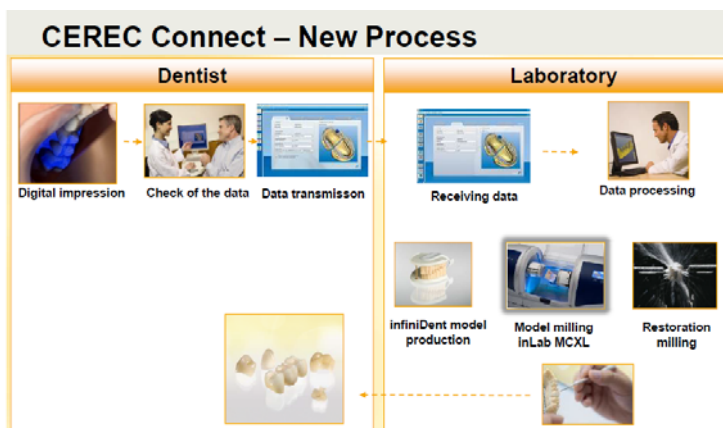 CEREC Connect – New Process
Dentist
Laboratory
Digital impression
Check of the data
Data transmisson
Receiving data
Data processing
infiniDent model
production
Model milling
inLab MCXL
Restoration
milling